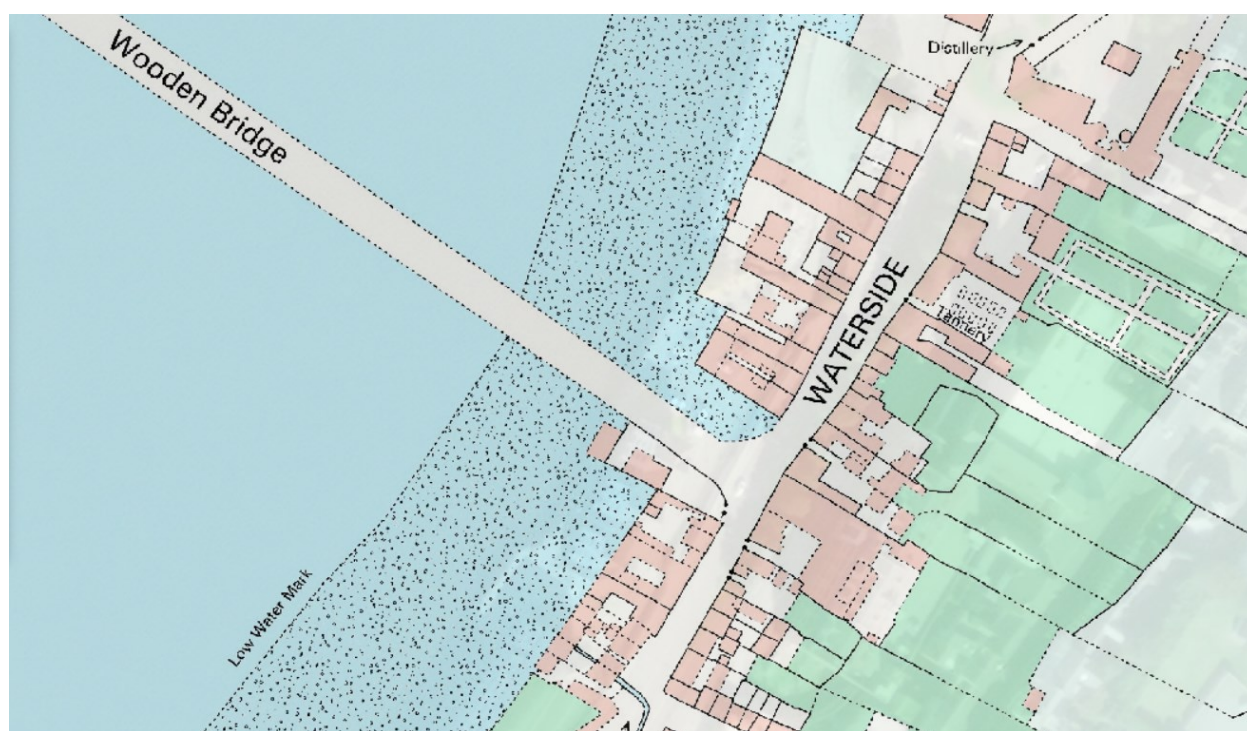 Wooden Bridge
Distillery
WATERSIDE
Tannery
Low Water Mark